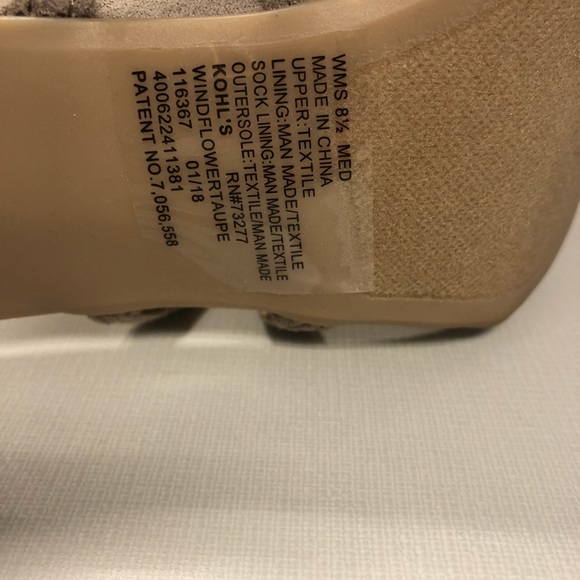 WMS 8½ MED
MADE IN CHINA
UPPER:TEXTILE
LINING:MAN MADE/TEXTILE
SOCK LINING:MAN MADE/TEXTILE
OUTERSOLE:TEXTILE/MAN MADE
KOHL'S RN#73277
WINDFLOWERTAUPE
116367 01/18
400622411381
PATENT NO.7,056,558